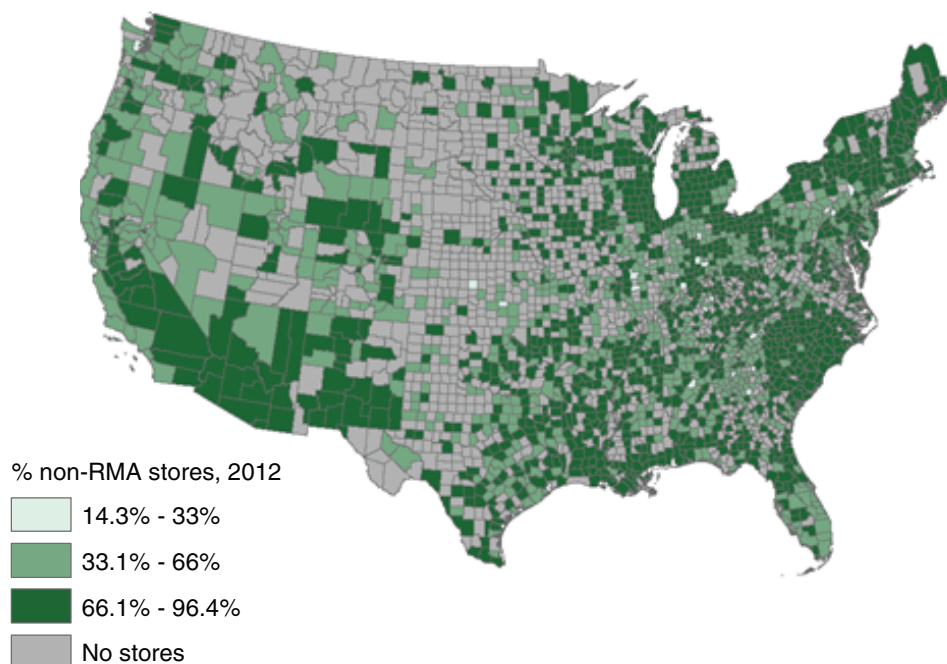 % non-RMA stores, 2012
14.3% - 33%
33.1% - 66%
66.1% - 96.4%
No stores